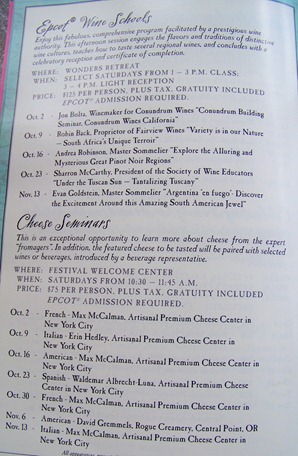 Epcot® Wine Schools
Enjoy this fabulous, comprehensive program facilitated by a prestigious wine
authority. This afternoon session engages the flavors and traditions of distinctive
wine cultures, teaches how to taste several regional wines, and concludes with a
celebratory reception and certificate of completion.
WHERE: WONDERS RETREAT
WHEN: SELECT SATURDAYS FROM 1 – 3 P.M. CLASS;
3 – 4 P.M. LIGHT RECEPTION
PRICE: $125 PER PERSON, PLUS TAX, GRATUITY INCLUDED
EPCOT® ADMISSION REQUIRED.
Oct. 2 · Jon Bolta, Winemaker for Conundrum Wines "Conundrum Building
Seminar, Conundrum Wines California"
Oct. 9 · Robin Back, Proprietor of Fairview Wines "Variety is in our Nature
– South Africa's Unique Terroir"
Oct. 16 · Andrea Robinson, Master Sommelier "Explore the Alluring and
Mysterious Great Pinot Noir Regions"
Oct. 23 · Sharron McCarthy, President of the Society of Wine Educators
"Under the Tuscan Sun — Tantalizing Tuscany"
Nov. 13 · Evan Goldstein, Master Sommelier "Argentina 'en fuego'- Discover
the Excitement Around this Amazing South American Jewel"
Cheese Seminars
This is an exceptional opportunity to learn more about cheese from the expert
"fromagers". In addition, the featured cheese to be tasted will be paired with selected
wines or beverages, introduced by a beverage representative.
WHERE: FESTIVAL WELCOME CENTER
WHEN: SATURDAYS FROM 10:30 – 11:45 A.M.
PRICE: $75 PER PERSON, PLUS TAX, GRATUITY INCLUDED
EPCOT® ADMISSION REQUIRED.
Oct. 2 · French · Max McCalman, Artisanal Premium Cheese Center in
New York City
Oct. 9 · Italian · Erin Hedley, Artisanal Premium Cheese Center in
New York City
Oct. 16 · American · Max McCalman, Artisanal Premium Cheese Center in
New York City
Oct. 23 · Spanish · Waldemar Albrecht-Luna, Artisanal Premium Cheese
Center in New York City
Oct. 30 · French · Max McCalman, Artisanal Premium Cheese Center in
New York City
Nov. 6 · American · David Gremmels, Rogue Creamery, Central Point, OR
Nov. 13 · Italian · Max McCalman, Artisanal Premium Cheese Center in
New York City